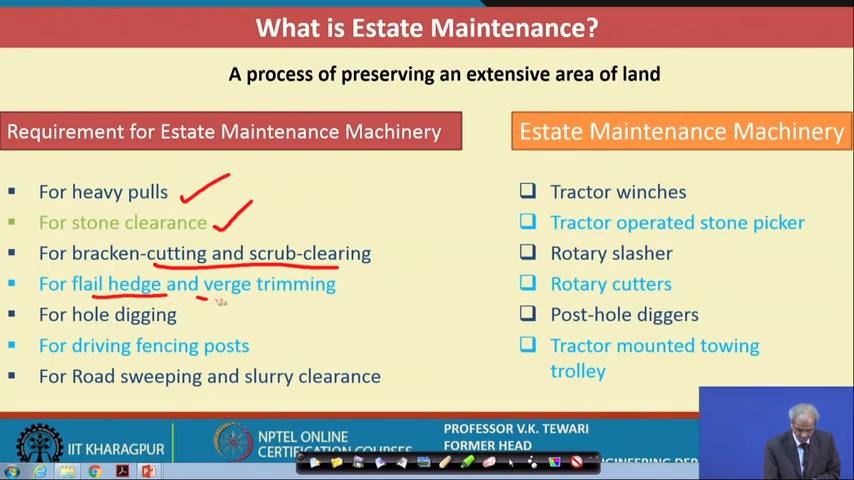 What is Estate Maintenance?
A process of preserving an extensive area of land
Requirement for Estate Maintenance Machinery
For heavy pulls
For stone clearance
For bracken-cutting and scrub-clearing
For flail hedge and verge trimming
For hole digging
For driving fencing posts
For Road sweeping and slurry clearance
Estate Maintenance Machinery
Tractor winches
Tractor operated stone picker
Rotary slasher
Rotary cutters
Post-hole diggers
Tractor mounted towing
trolley
IIT KHARAGPUR
NPTEL ONLINE
CERTIFICATION COURSES
PROFESSOR V.K. TEWARI
FORMER HEAD